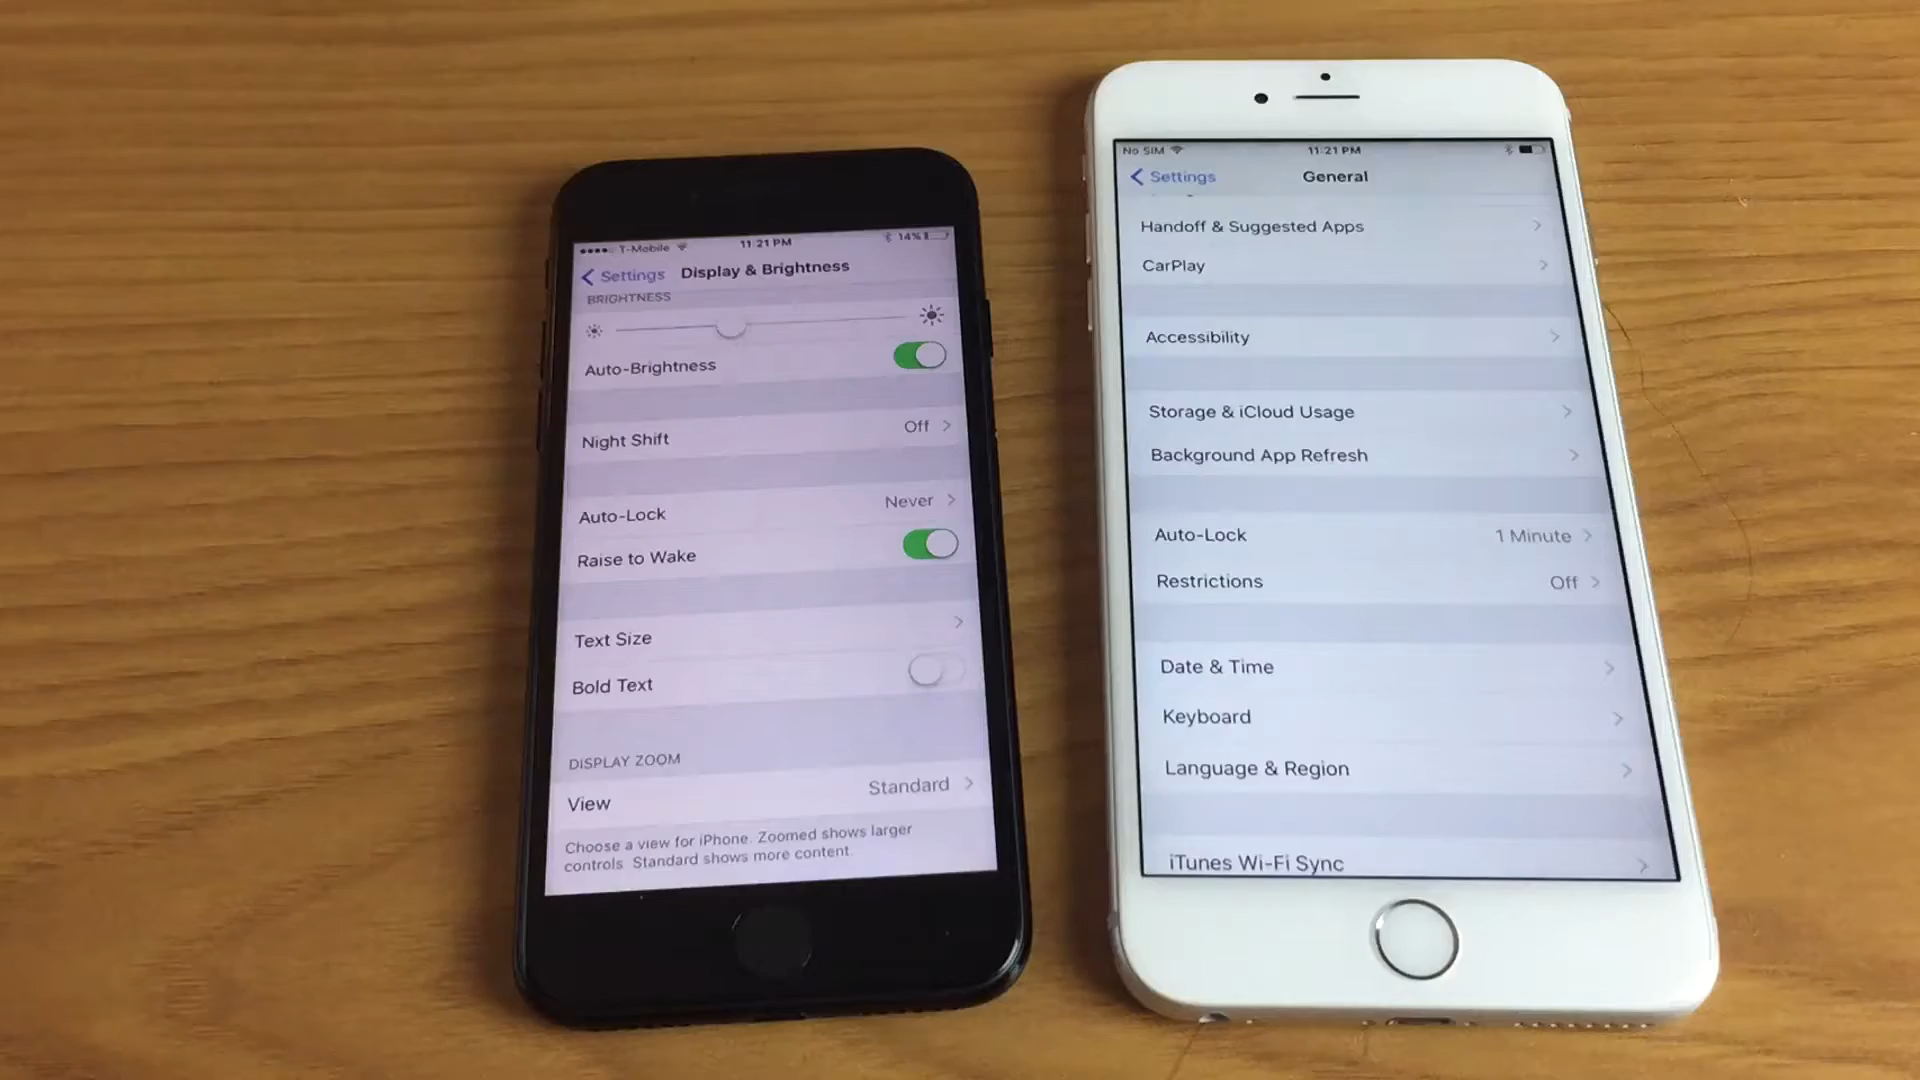 T-Mobile 11:21 PM 14%
Settings Display & Brightness
BRIGHTNESS
Auto-Brightness
Night Shift Off
Auto-Lock Never
Raise to Wake
Text Size
Bold Text
DISPLAY ZOOM
View Standard
Choose a view for iPhone. Zoomed shows larger
controls. Standard shows more content.
No SIM 11:21 PM
Settings General
Handoff & Suggested Apps
CarPlay
Accessibility
Storage & iCloud Usage
Background App Refresh
Auto-Lock 1 Minute
Restrictions Off
Date & Time
Keyboard
Language & Region
iTunes Wi-Fi Sync